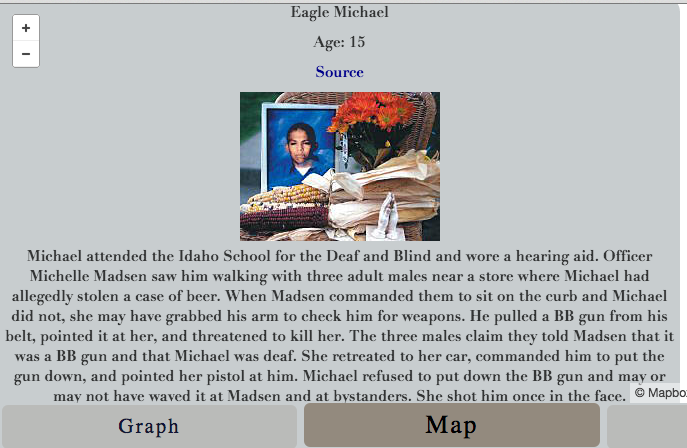 Eagle Michael
+
Age: 15
−
Source
Michael attended the Idaho School for the Deaf and Blind and wore a hearing aid. Officer
Michelle Madsen saw him walking with three adult males near a store where Michael had
allegedly stolen a case of beer. When Madsen commanded them to sit on the curb and Michael
did not, she may have grabbed his arm to check him for weapons. He pulled a BB gun from his
belt, pointed it at her, and threatened to kill her. The three males claim they told Madsen that it
was a BB gun and that Michael was deaf. She retreated to her car, commanded him to put the
gun down, and pointed her pistol at him. Michael refused to put down the BB gun and may or
may not have waved it at Madsen and at bystanders. She shot him once in the face.
© Mapbo
Graph
Map